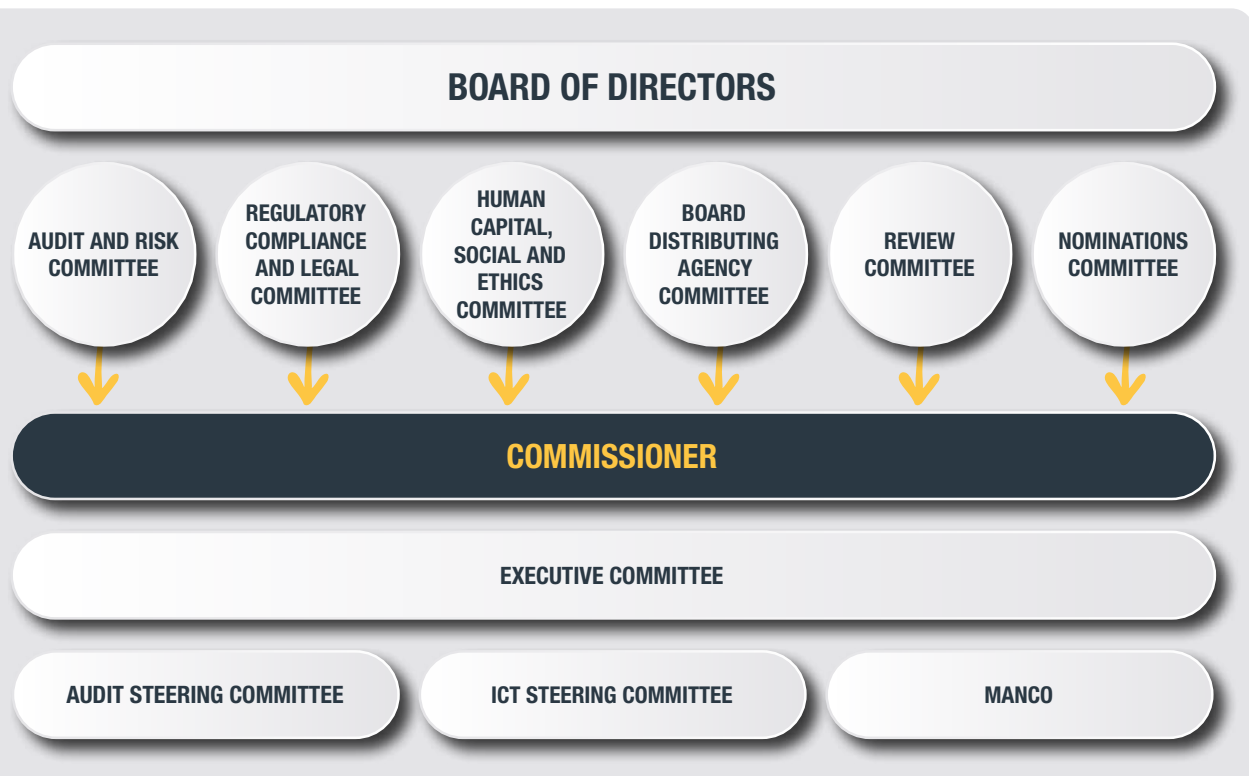 BOARD OF DIRECTORS
AUDIT AND RISK
COMMITTEE
REGULATORY
COMPLIANCE
AND LEGAL
COMMITTEE
HUMAN
CAPITAL,
SOCIAL AND
ETHICS
COMMITTEE
BOARD
DISTRIBUTING
AGENCY
COMMITTEE
REVIEW
COMMITTEE
NOMINATIONS
COMMITTEE
COMMISSIONER
EXECUTIVE COMMITTEE
AUDIT STEERING COMMITTEE
ICT STEERING COMMITTEE
MANCO